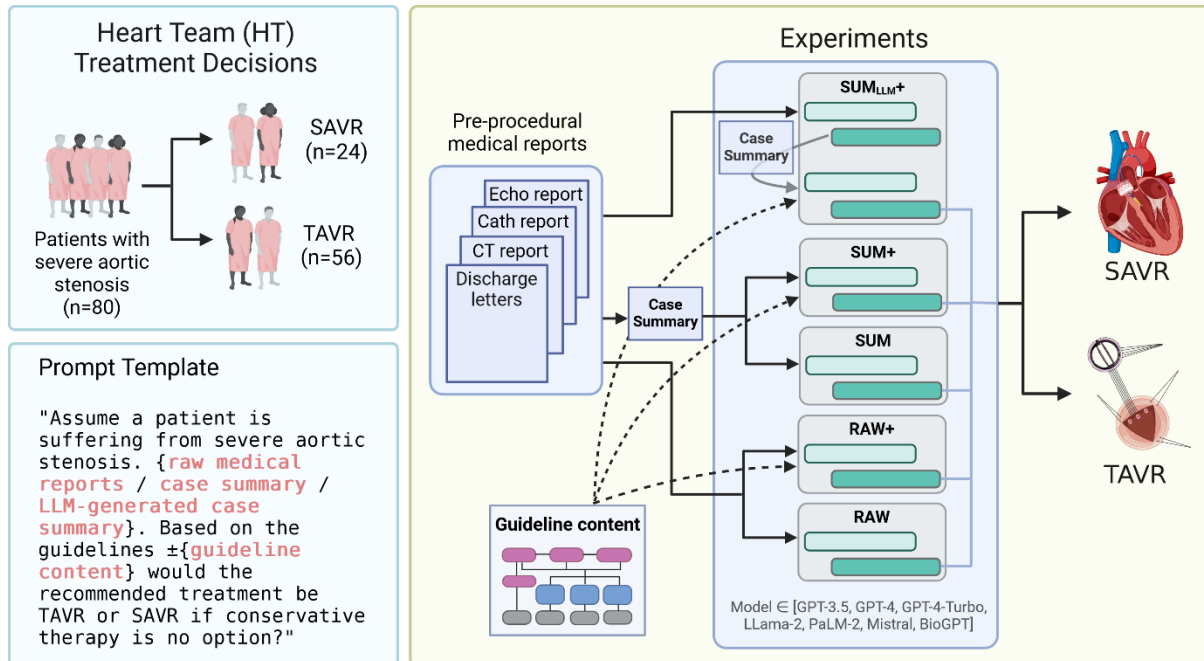 Heart Team (HT)
Treatment Decisions
SAVR
(n=24)
TAVR
(n=56)
Patients with
severe aortic
stenosis
(n=80)
Prompt Template
"Assume a patient is
suffering from severe aortic
stenosis. {raw medical
reports / case summary /
LLM-generated case
summary}. Based on the
guidelines ±{guideline
content} would the
recommended treatment be
TAVR or SAVR if conservative
therapy is no option?"
Experiments
Pre-procedural
medical reports
Echo report
Cath report
CT report
Discharge
letters
Case
Summary
Guideline content
SUMLLM+
Case
Summary
SUM+
SUM
RAW+
RAW
Model ∈ [GPT-3.5, GPT-4, GPT-4-Turbo,
LLama-2, PaLM-2, Mistral, BioGPT]
SAVR
TAVR